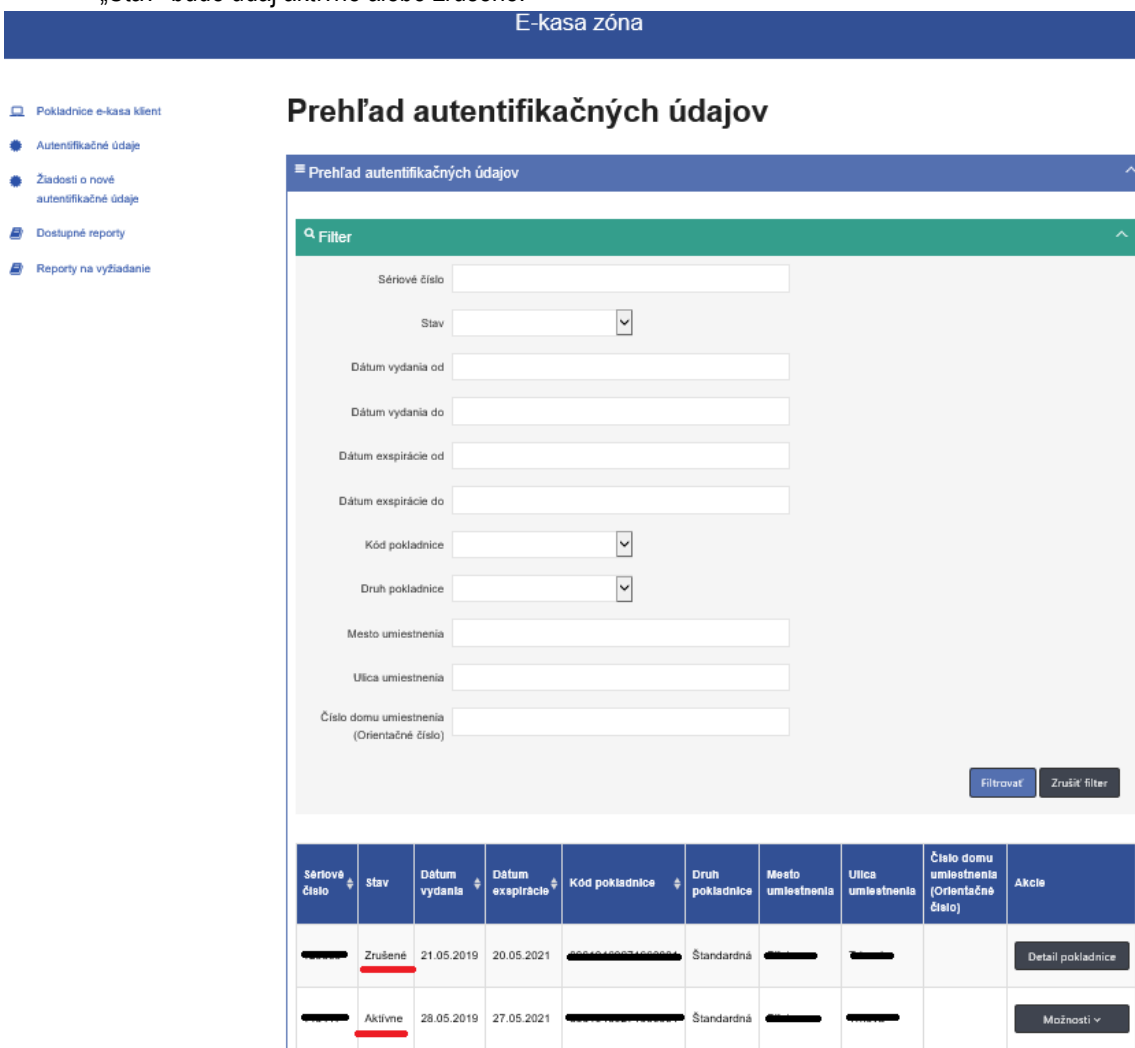 E-kasa zóna
Pokladnice e-kasa klient
Autentifikačné údaje
Žiadosti o nové
autentifikačné údaje
Dostupné reporty
Reporty na vyžiadanie
Prehľad autentifikačných údajov
Prehľad autentifikačných údajov
Filter
Sériové číslo
Stav
Dátum vydania od
Dátum vydania do
Dátum exspirácie od
Dátum exspirácie do
Kód pokladnice
Druh pokladnice
Mesto umiestnenia
Ulica umiestnenia
Číslo domu umiestnenia
(Orientačné číslo)
Filtrovať Zrušiť filter
Sériové číslo Stav Dátum vydania Dátum exspirácie Kód pokladnice Druh pokladnice Mesto umiestnenia Ulica umiestnenia Číslo domu umiestnenia (Orientačné číslo) Akcie
Zrušené 21.05.2019 20.05.2021 Štandardná Detail pokladnice
Aktívne 28.05.2019 27.05.2021 Štandardná Možnosti